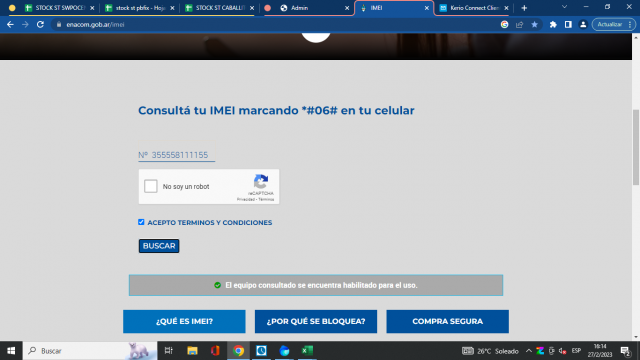 STOCK ST SWPOCE
stock st pbfix - Hoja
STOCK ST CABALLIT
Admin
IMEI
Kerio Connect Clien
enacom.gob.ar/imei
Actualizar
Consultá tu IMEI marcando *#06# en tu celular
Nº 355558111155
No soy un robot
reCAPTCHA
Privacidad - Términos
ACEPTO TERMINOS Y CONDICIONES
BUSCAR
El equipo consultado se encuentra habilitado para el uso.
¿QUÉ ES IMEI?
¿POR QUÉ SE BLOQUEA?
COMPRA SEGURA
Buscar
26°C Soleado
ESP
16:14
27/2/2023